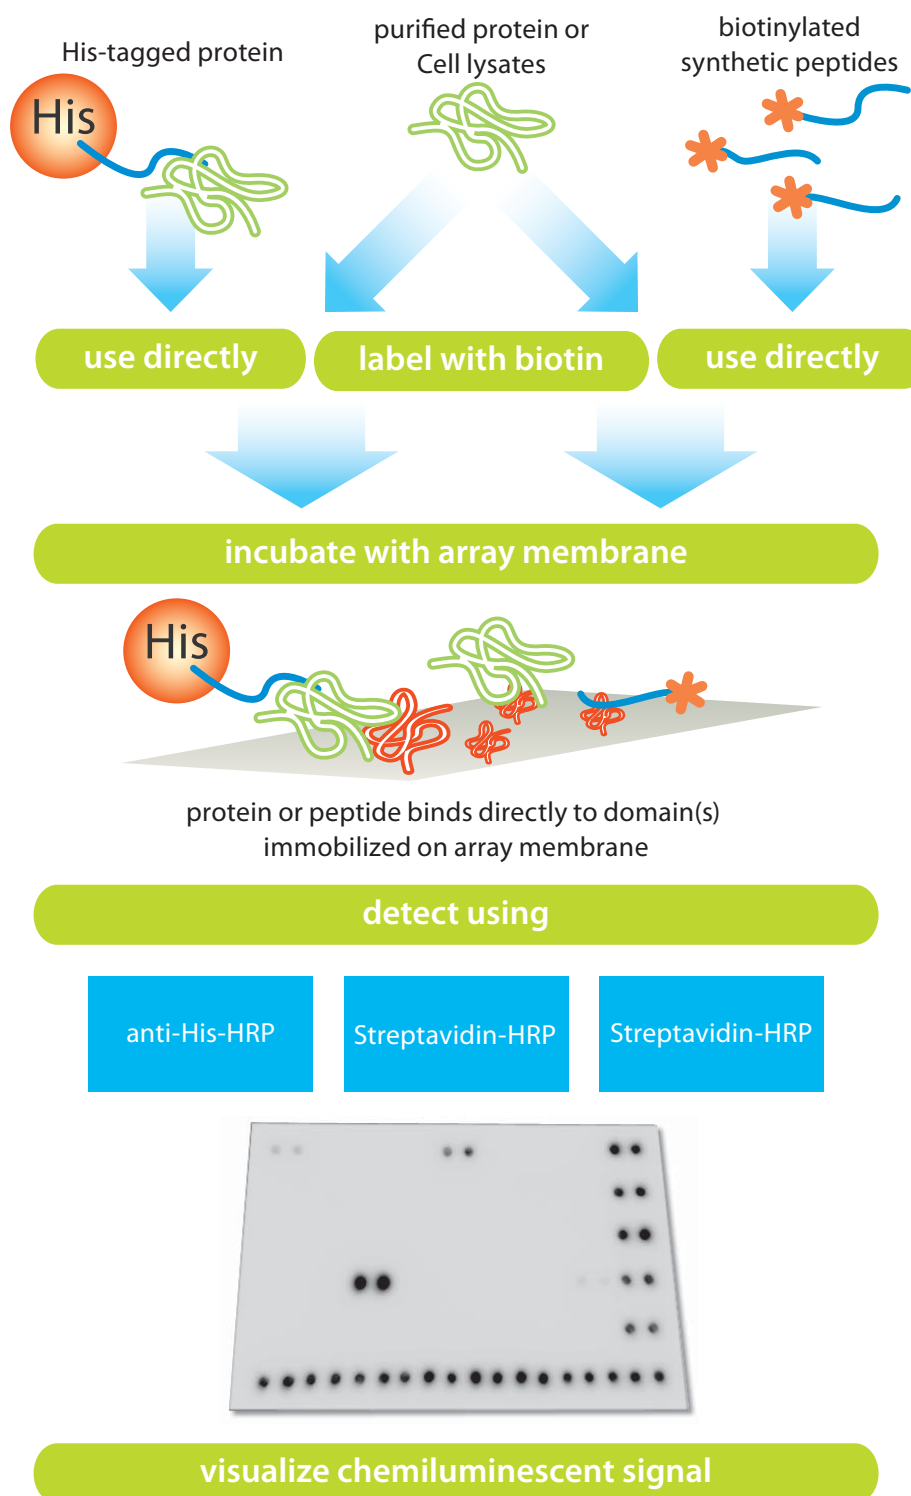 His-tagged protein
purified protein or
Cell lysates
biotinylated
synthetic peptides
His
use directly
label with biotin
use directly
incubate with array membrane
His
protein or peptide binds directly to domain(s)
immobilized on array membrane
detect using
anti-His-HRP
Streptavidin-HRP
Streptavidin-HRP
visualize chemiluminescent signal